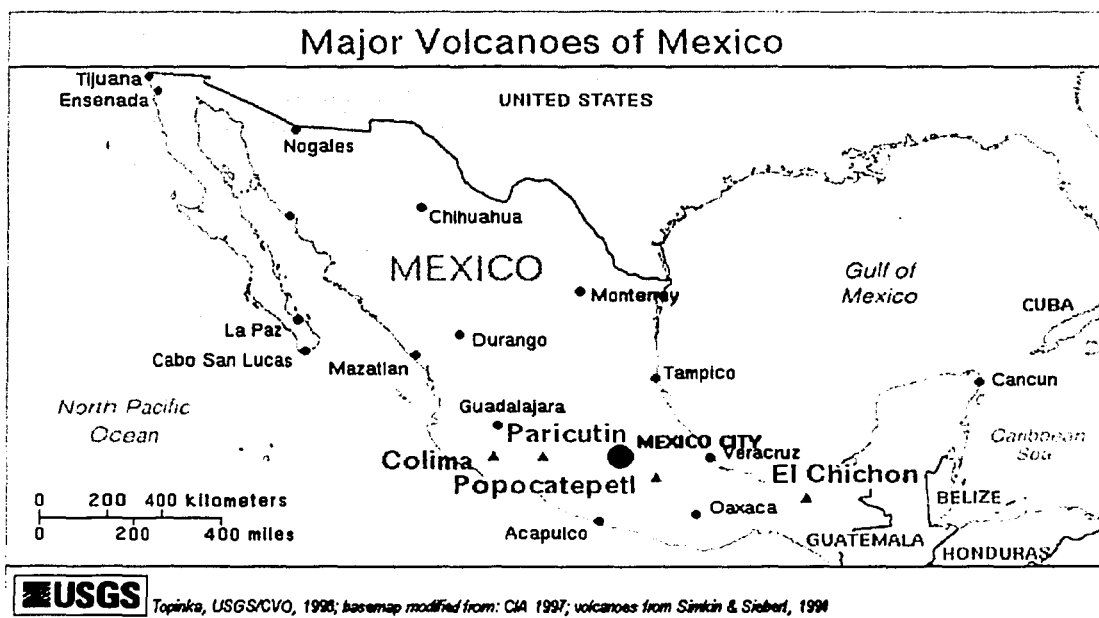 Major Volcanoes of Mexico
Tijuana
Ensenada
UNITED STATES
Nogales
Chihuahua
MEXICO
Gulf of
Mexico
Monterrey
CUBA
La Paz
Durango
Cabo San Lucas
Mazatlan
Tampico
Cancun
North Pacific
Ocean
Guadalajara
Paricutin
MEXICO CITY
Caribbean
Sea
Colima
Veracruz
Popocatepetl
El Chichon
0 200 400 kilometers
0 200 400 miles
BELIZE
Oaxaca
Acapulco
GUATEMALA
HONDURAS
USGS
Topinka, USGS/CVO, 1998; basemap modified from: CIA 1997; volcanoes from Simkin & Siebert, 1994